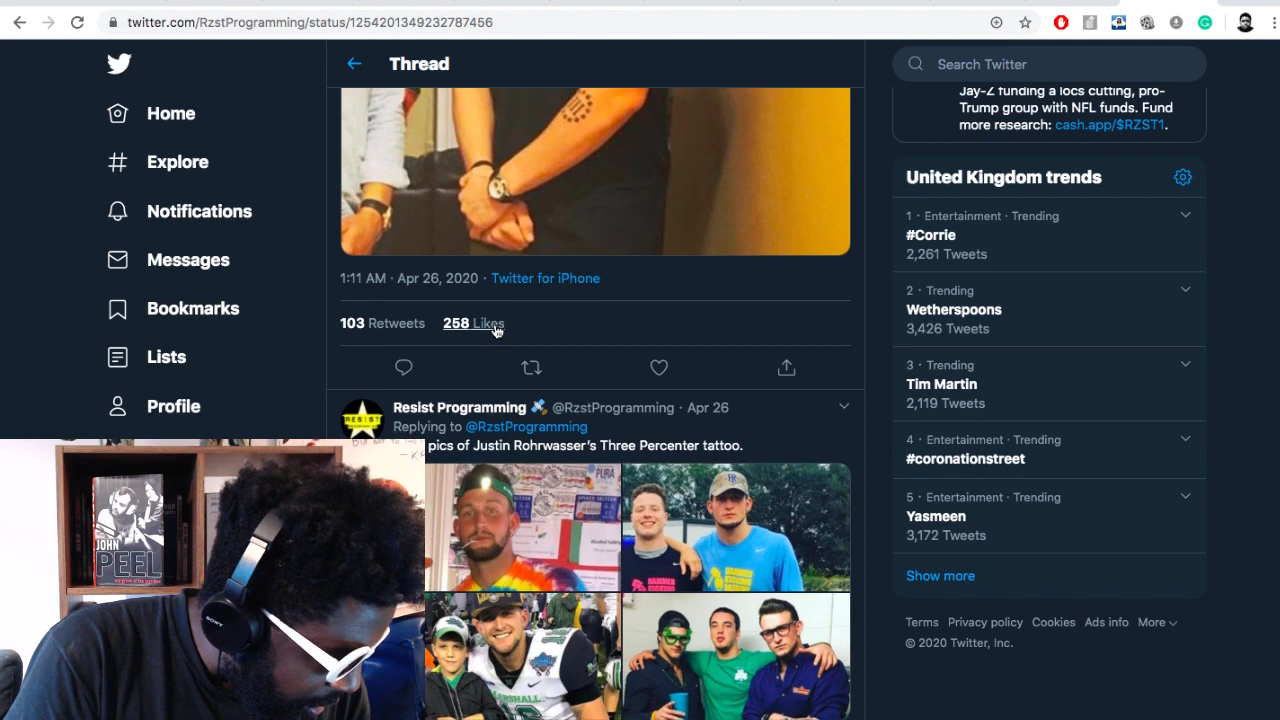 twitter.com/RzstProgramming/status/1254201349232787456
Home
Explore
Notifications
Messages
Bookmarks
Lists
Profile
Thread
1:11 AM · Apr 26, 2020 · Twitter for iPhone
103 Retweets 258 Likes
Resist Programming @RzstProgramming · Apr 26
Replying to @RzstProgramming
pics of Justin Rohrwasser's Three Percenter tattoo.
RESIST
PURA
MARSHALL
JOHN
PEEL
SONY
Search Twitter
Jay-Z funding a locs cutting, pro-
Trump group with NFL funds. Fund
more research: cash.app/$RZST1.
United Kingdom trends
1 · Entertainment · Trending
#Corrie
2,261 Tweets
2 · Trending
Wetherspoons
3,426 Tweets
3 · Trending
Tim Martin
2,119 Tweets
4 · Entertainment · Trending
#coronationstreet
5 · Entertainment · Trending
Yasmeen
3,172 Tweets
Show more
Terms Privacy policy Cookies Ads info More
© 2020 Twitter, Inc.